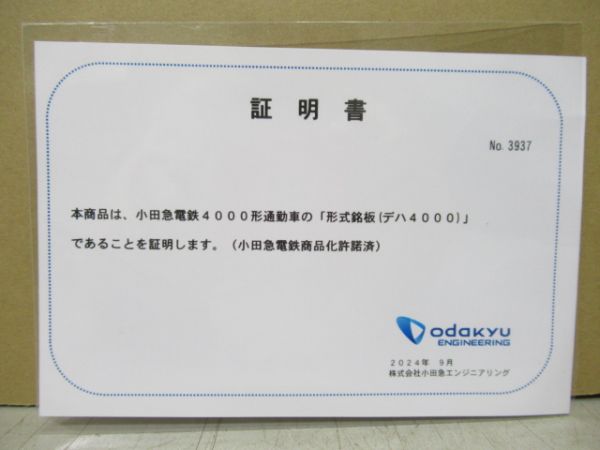 証明書
No. 3937
本商品は、小田急電鉄４０００形通勤車の「形式銘板(デハ４０００)」
であることを証明します。（小田急電鉄商品化許諾済）
odakyu
ENGINEERING
２０２４年　９月
株式会社小田急エンジニアリング